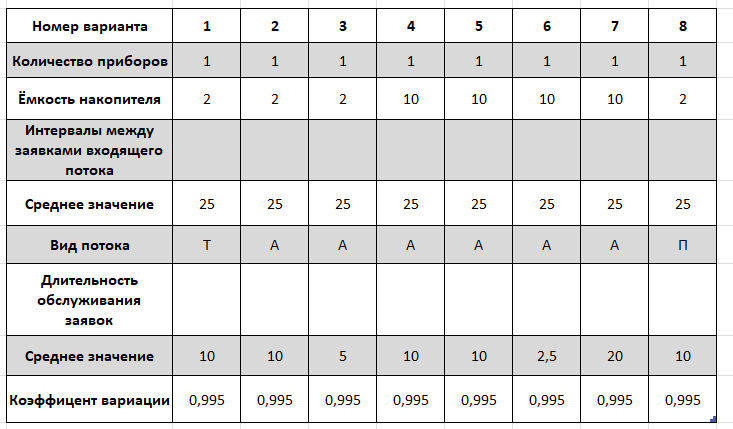 Номер варианта 1 2 3 4 5 6 7 8
Количество приборов 1 1 1 1 1 1 1 1
Ёмкость накопителя 2 2 2 10 10 10 10 2
Интервалы между
заявками входящего
потока
Среднее значение 25 25 25 25 25 25 25 25
Вид потока Т А А А А А А П
Длительность
обслуживания
заявок
Среднее значение 10 10 5 10 10 2,5 20 10
Коэффицент вариации 0,995 0,995 0,995 0,995 0,995 0,995 0,995 0,995